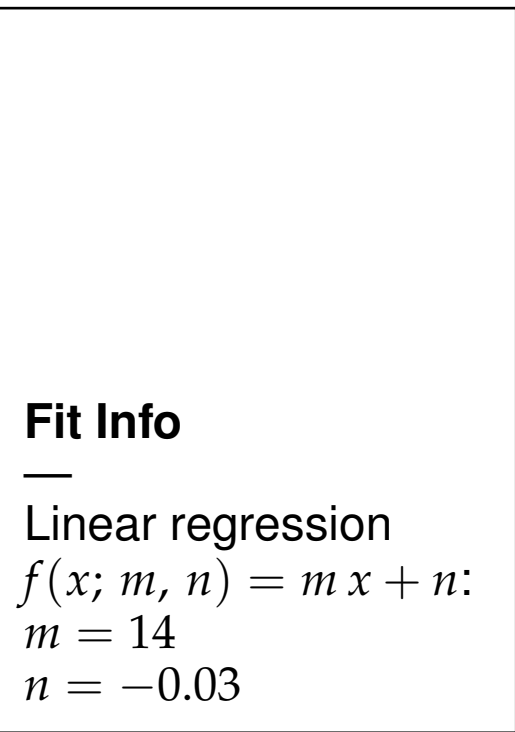 Fit Info
—
Linear regression
f(x; m, n) = m x + n:
m = 14
n = −0.03